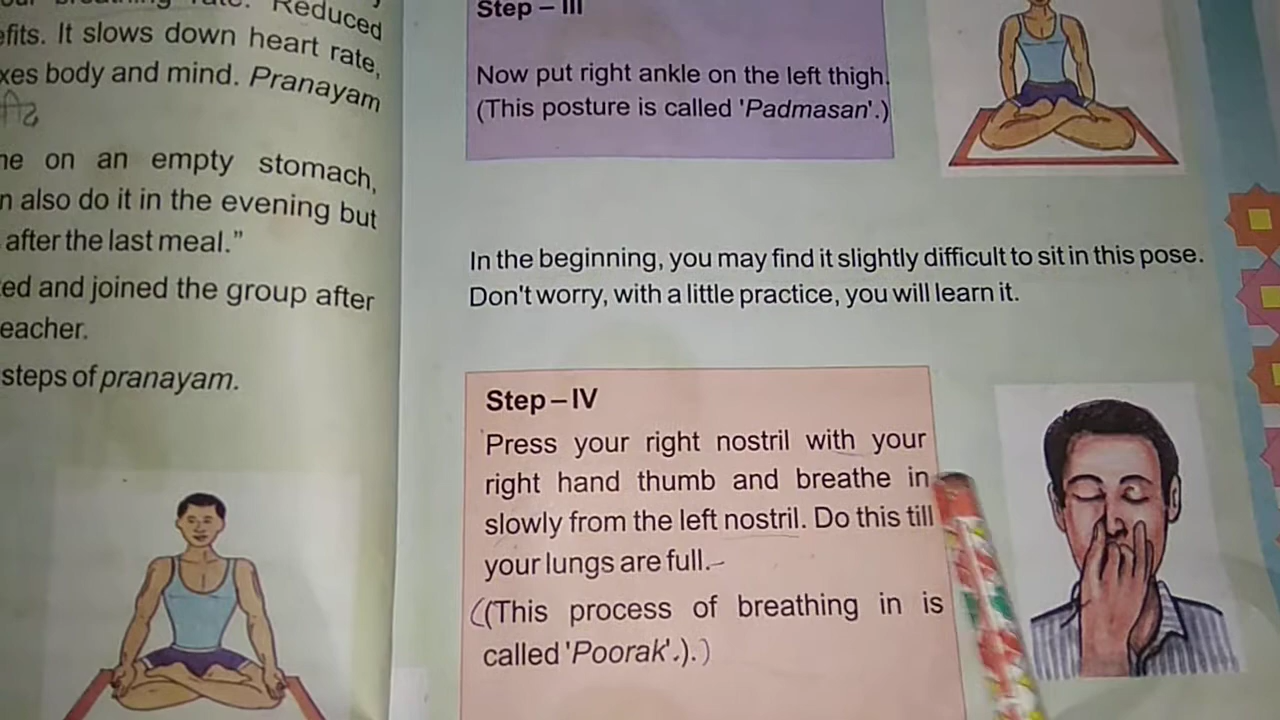 rate. Reduced
It slows down heart rate,
body and mind. Pranayam
on an empty stomach,
also do it in the evening but
after the last meal."
and joined the group after
steps of pranayam.
Step – III
Now put right ankle on the left thigh.
(This posture is called 'Padmasan'.)
In the beginning, you may find it slightly difficult to sit in this pose.
Don't worry, with a little practice, you will learn it.
Step – IV
Press your right nostril with your
right hand thumb and breathe in
slowly from the left nostril. Do this till
your lungs are full.
((This process of breathing in is
called 'Poorak'.).)